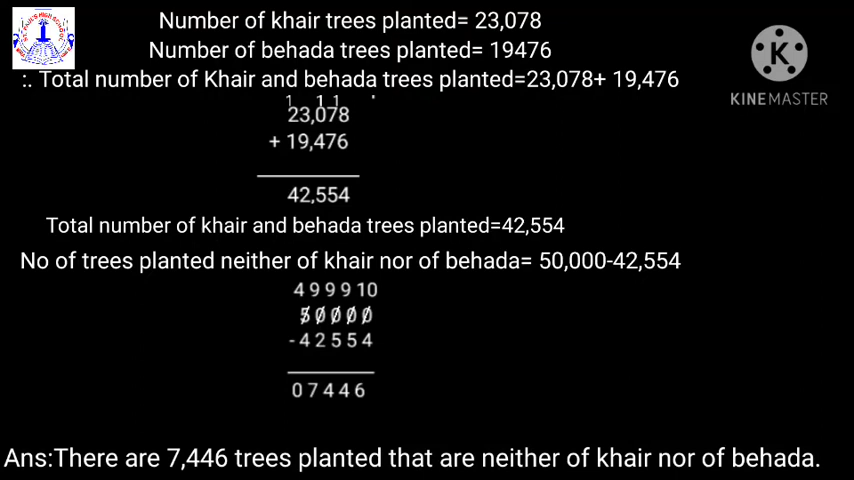 Number of khair trees planted= 23,078
Number of behada trees planted= 19476
:. Total number of Khair and behada trees planted=23,078+ 19,476
KINEMASTER
1 1 1
23,078
+ 19,476
42,554
Total number of khair and behada trees planted=42,554
No of trees planted neither of khair nor of behada= 50,000-42,554
4 9 9 9 10
5 0 0 0 0
- 4 2 5 5 4
0 7 4 4 6
Ans:There are 7,446 trees planted that are neither of khair nor of behada.